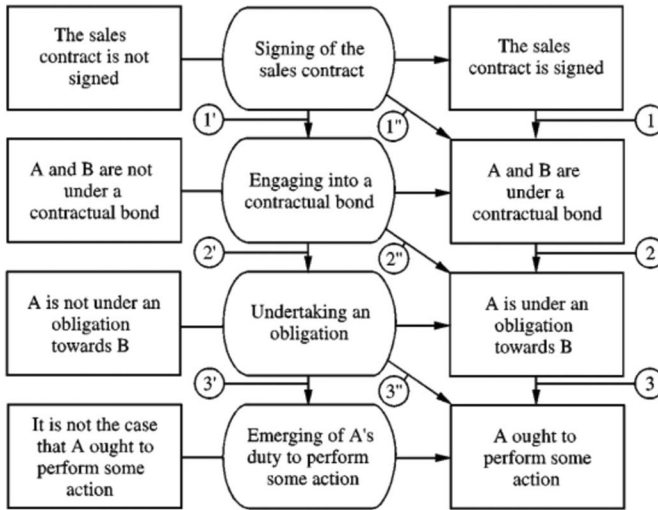 The sales
contract is not
signed
Signing of the
sales contract
The sales
contract is signed
1'
1"
1
A and B are not
under a
contractual bond
Engaging into a
contractual bond
A and B are
under a
contractual bond
2'
2"
2
A is not under an
obligation
towards B
Undertaking an
obligation
A is under an
obligation
towards B
3'
3"
3
It is not the case
that A ought to
perform some
action
Emerging of A's
duty to perform
some action
A ought to
perform some
action